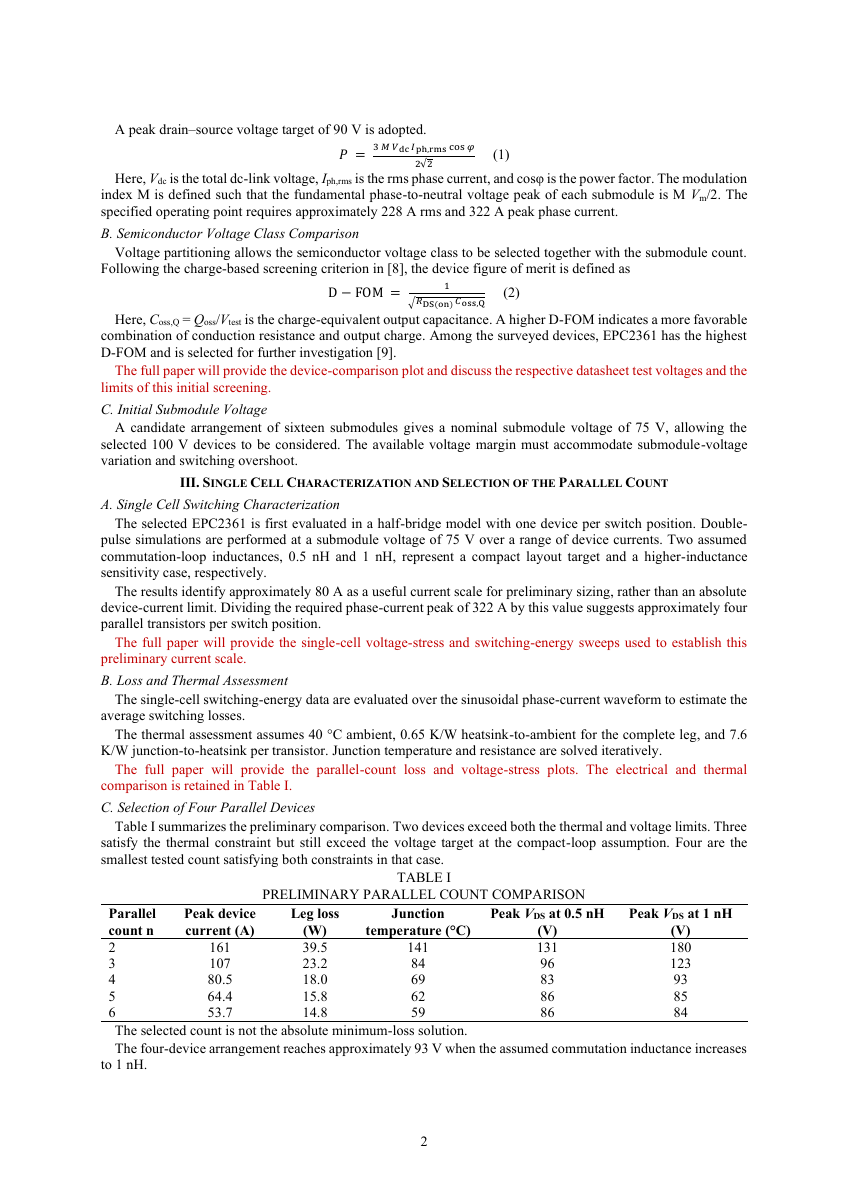 A peak drain–source voltage target of 90 V is adopted.
P = 3 M Vdc Iph,rms cos φ / 2√2 (1)
Here, Vdc is the total dc-link voltage, Iph,rms is the rms phase current, and cosφ is the power factor. The modulation
index M is defined such that the fundamental phase-to-neutral voltage peak of each submodule is M Vm/2. The
specified operating point requires approximately 228 A rms and 322 A peak phase current.
B. Semiconductor Voltage Class Comparison
Voltage partitioning allows the semiconductor voltage class to be selected together with the submodule count.
Following the charge-based screening criterion in [8], the device figure of merit is defined as
D − FOM = 1 / √RDS(on) Coss,Q (2)
Here, Coss,Q = Qoss/Vtest is the charge-equivalent output capacitance. A higher D-FOM indicates a more favorable
combination of conduction resistance and output charge. Among the surveyed devices, EPC2361 has the highest
D-FOM and is selected for further investigation [9].
The full paper will provide the device-comparison plot and discuss the respective datasheet test voltages and the
limits of this initial screening.
C. Initial Submodule Voltage
A candidate arrangement of sixteen submodules gives a nominal submodule voltage of 75 V, allowing the
selected 100 V devices to be considered. The available voltage margin must accommodate submodule-voltage
variation and switching overshoot.
III. SINGLE CELL CHARACTERIZATION AND SELECTION OF THE PARALLEL COUNT
A. Single Cell Switching Characterization
The selected EPC2361 is first evaluated in a half-bridge model with one device per switch position. Double-
pulse simulations are performed at a submodule voltage of 75 V over a range of device currents. Two assumed
commutation-loop inductances, 0.5 nH and 1 nH, represent a compact layout target and a higher-inductance
sensitivity case, respectively.
The results identify approximately 80 A as a useful current scale for preliminary sizing, rather than an absolute
device-current limit. Dividing the required phase-current peak of 322 A by this value suggests approximately four
parallel transistors per switch position.
The full paper will provide the single-cell voltage-stress and switching-energy sweeps used to establish this
preliminary current scale.
B. Loss and Thermal Assessment
The single-cell switching-energy data are evaluated over the sinusoidal phase-current waveform to estimate the
average switching losses.
The thermal assessment assumes 40 °C ambient, 0.65 K/W heatsink-to-ambient for the complete leg, and 7.6
K/W junction-to-heatsink per transistor. Junction temperature and resistance are solved iteratively.
The full paper will provide the parallel-count loss and voltage-stress plots. The electrical and thermal
comparison is retained in Table I.
C. Selection of Four Parallel Devices
Table I summarizes the preliminary comparison. Two devices exceed both the thermal and voltage limits. Three
satisfy the thermal constraint but still exceed the voltage target at the compact-loop assumption. Four are the
smallest tested count satisfying both constraints in that case.
TABLE I
PRELIMINARY PARALLEL COUNT COMPARISON
Parallel Peak device Leg loss Junction Peak VDS at 0.5 nH Peak VDS at 1 nH
count n current (A) (W) temperature (°C) (V) (V)
2 161 39.5 141 131 180
3 107 23.2 84 96 123
4 80.5 18.0 69 83 93
5 64.4 15.8 62 86 85
6 53.7 14.8 59 86 84
The selected count is not the absolute minimum-loss solution.
The four-device arrangement reaches approximately 93 V when the assumed commutation inductance increases
to 1 nH.
2